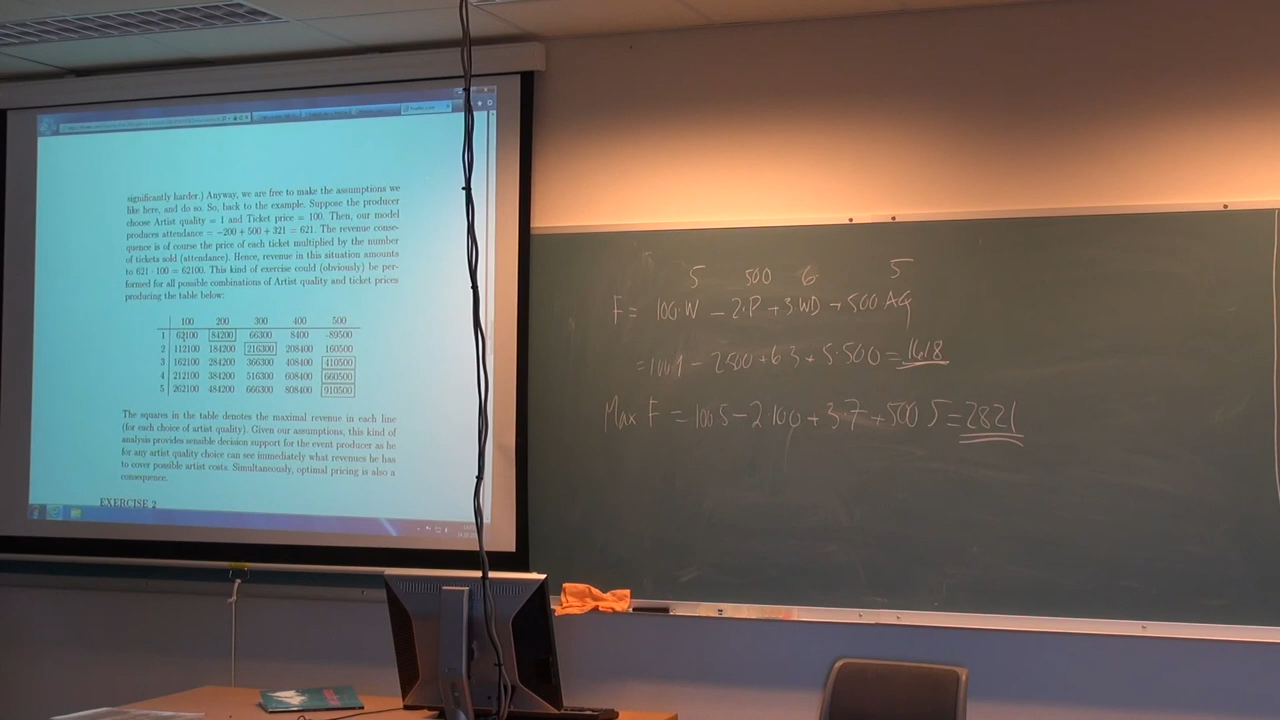 significantly harder.) Anyway, we are free to make the assumptions we
like here, and do so. So, back to the example. Suppose the producer
choose Artist quality = 1 and Ticket price = 100. Then, our model
produces attendance = −200 + 500 + 321 = 621. The revenue conse-
quence is of course the price of each ticket multiplied by the number
of tickets sold (attendance). Hence, revenue in this situation amounts
to 621 · 100 = 62100. This kind of exercise could (obviously) be per-
formed for all possible combinations of Artist quality and ticket prices
producing the table below:
100 200 300 400 500
1 62100 84200 66300 8400 -89500
2 112100 184200 216300 208400 160500
3 162100 284200 366300 408400 410500
4 212100 384200 516300 608400 660500
5 262100 484200 666300 808400 910500
The squares in the table denotes the maximal revenue in each line
(for each choice of artist quality). Given our assumptions, this kind of
analysis provides sensible decision support for the event producer as he
for any artist quality choice can see immediately what revenues he has
to cover possible artist costs. Simultaneously, optimal pricing is also a
consequence.
EXERCISE 2
5 500 6 5
F = 100·W − 2·P + 3·WD + 500·AQ
= 100·1 − 2·500 + 6·3 + 5·500 = 1618
Max F = 100·5 − 2·100 + 3·7 + 500·5 = 2821